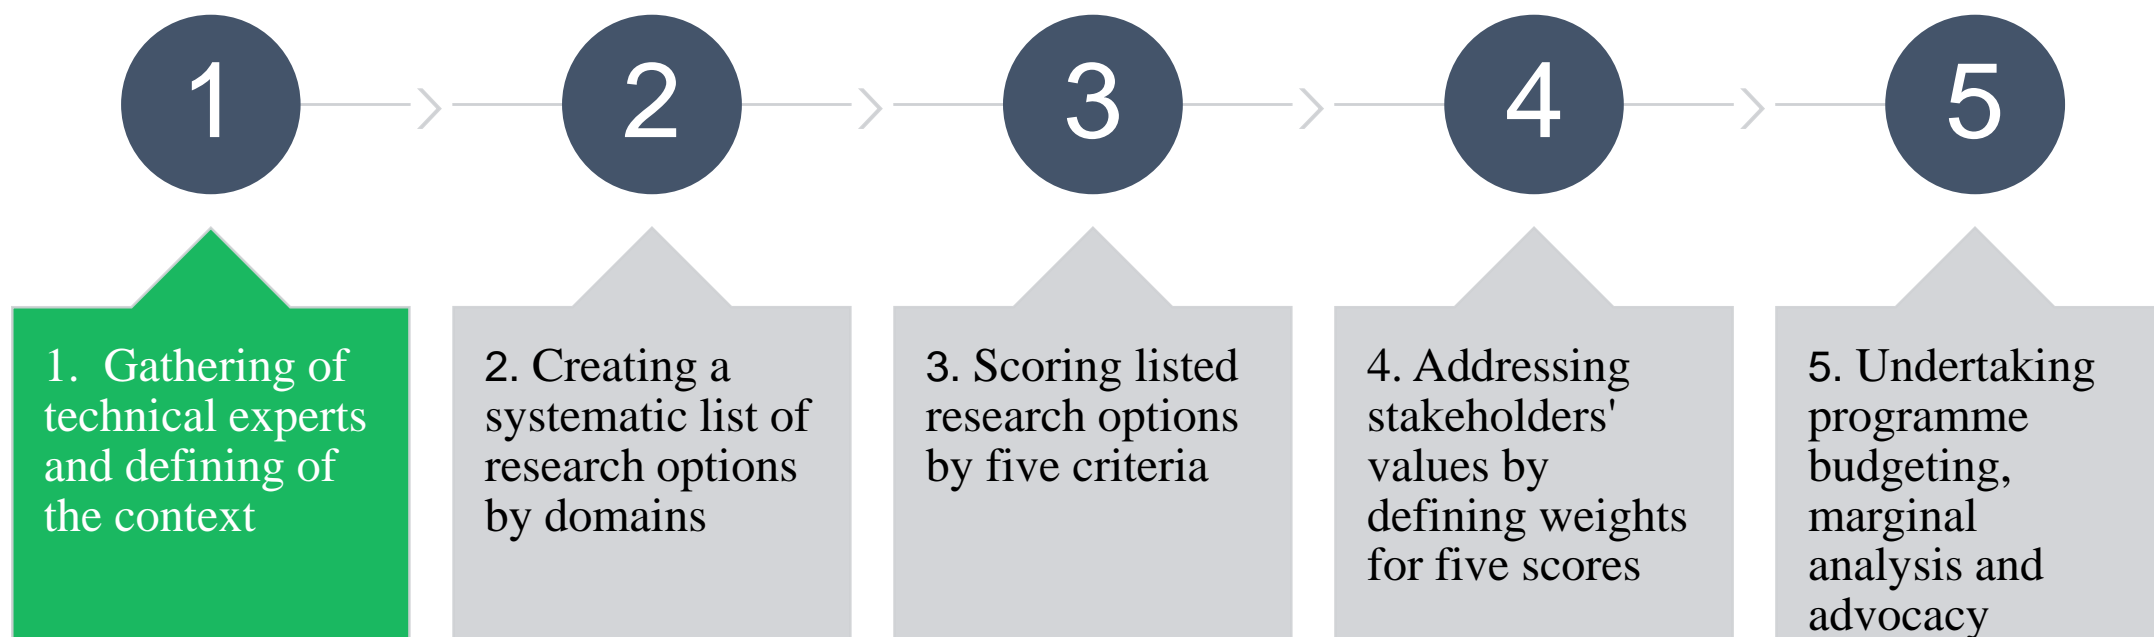 1
2
3
4
5
1. Gathering of
technical experts
and defining of
the context
2. Creating a
systematic list of
research options
by domains
3. Scoring listed
research options
by five criteria
4. Addressing
stakeholders'
values by
defining weights
for five scores
5. Undertaking
programme
budgeting,
marginal
analysis and
advocacy